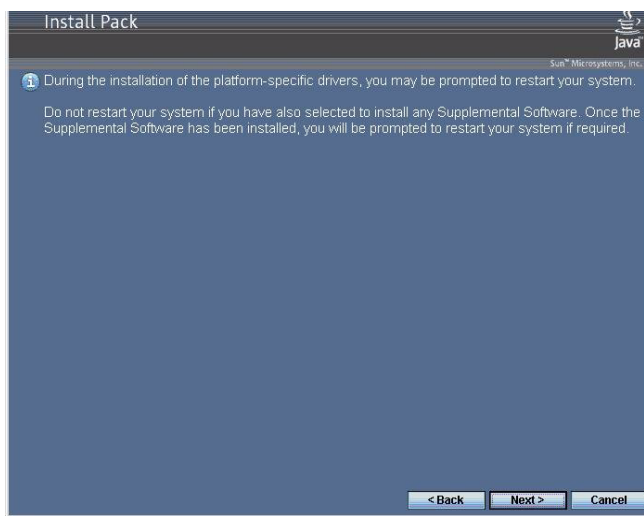 Install Pack
Java
Sun™ Microsystems, Inc.
During the installation of the platform-specific drivers, you may be prompted to restart your system.
Do not restart your system if you have also selected to install any Supplemental Software. Once the
Supplemental Software has been installed, you will be prompted to restart your system if required.
< Back
Next >
Cancel